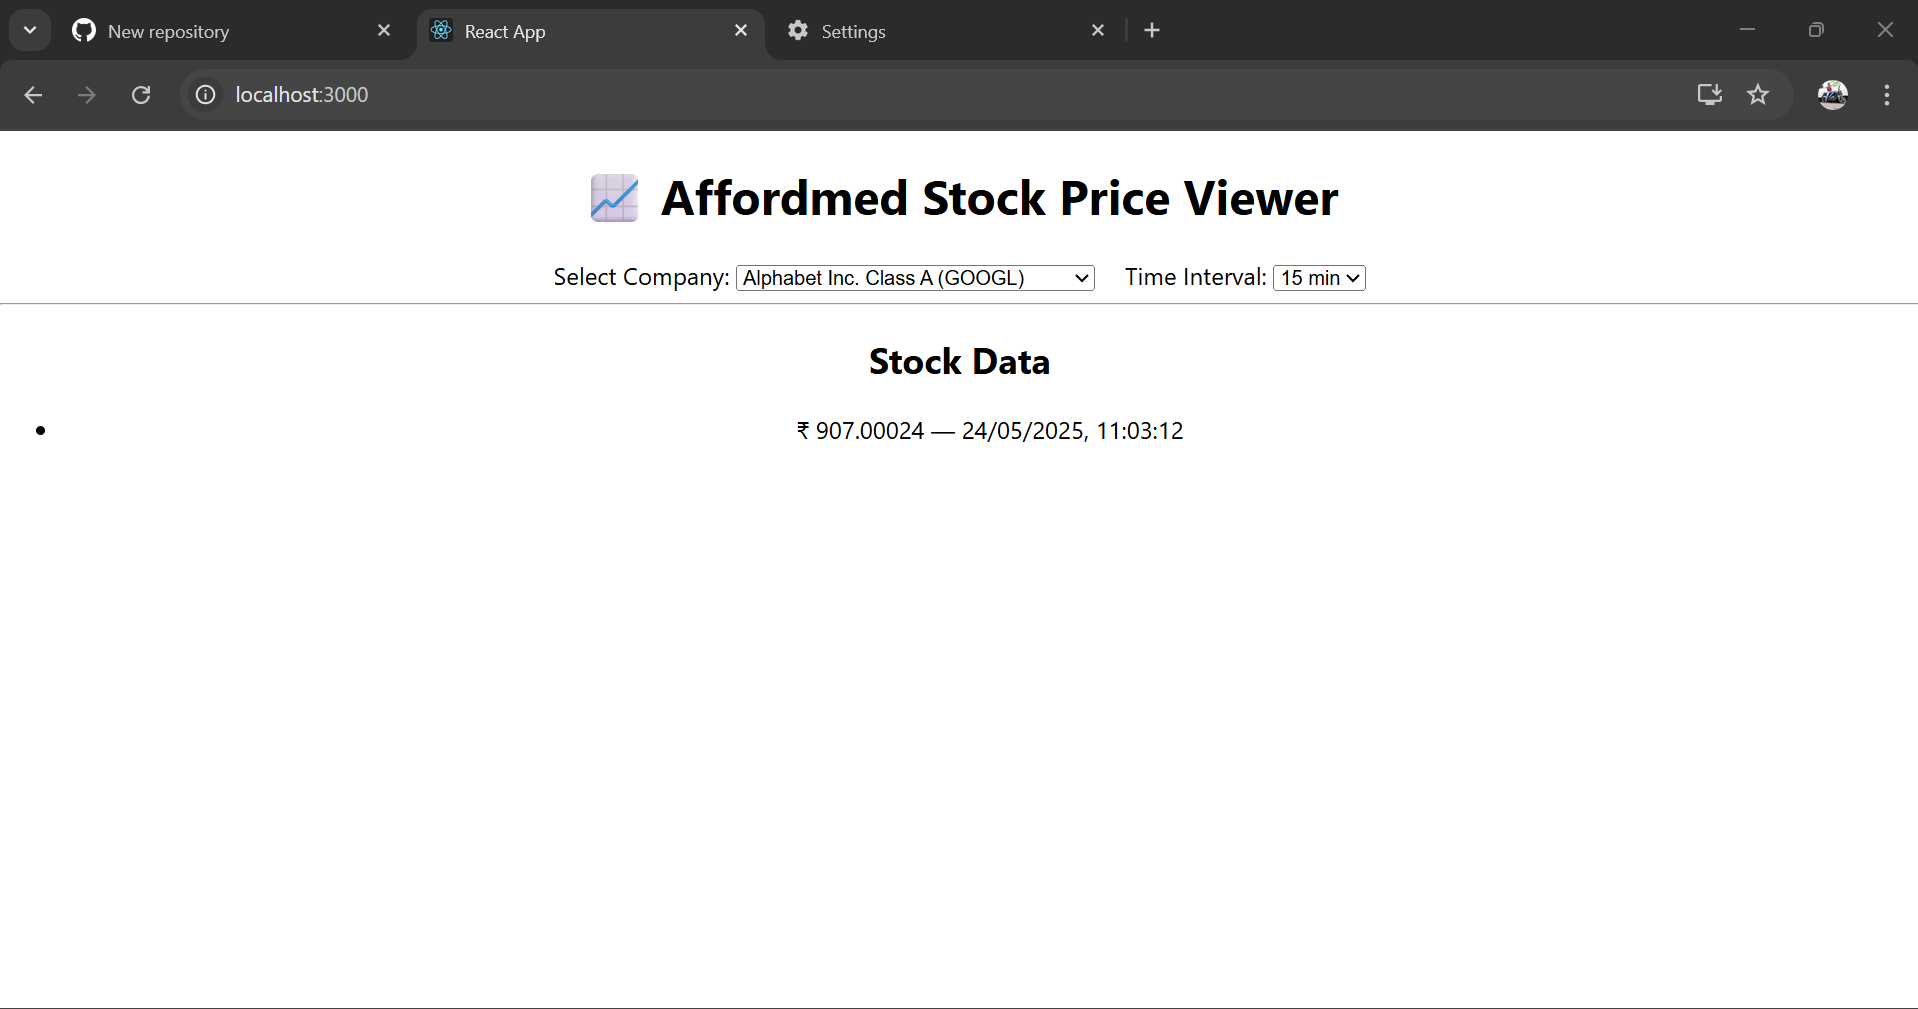 New repository
React App
Settings
localhost:3000
Affordmed Stock Price Viewer
Select Company: Alphabet Inc. Class A (GOOGL) Time Interval: 15 min
Stock Data
• ₹ 907.00024 — 24/05/2025, 11:03:12